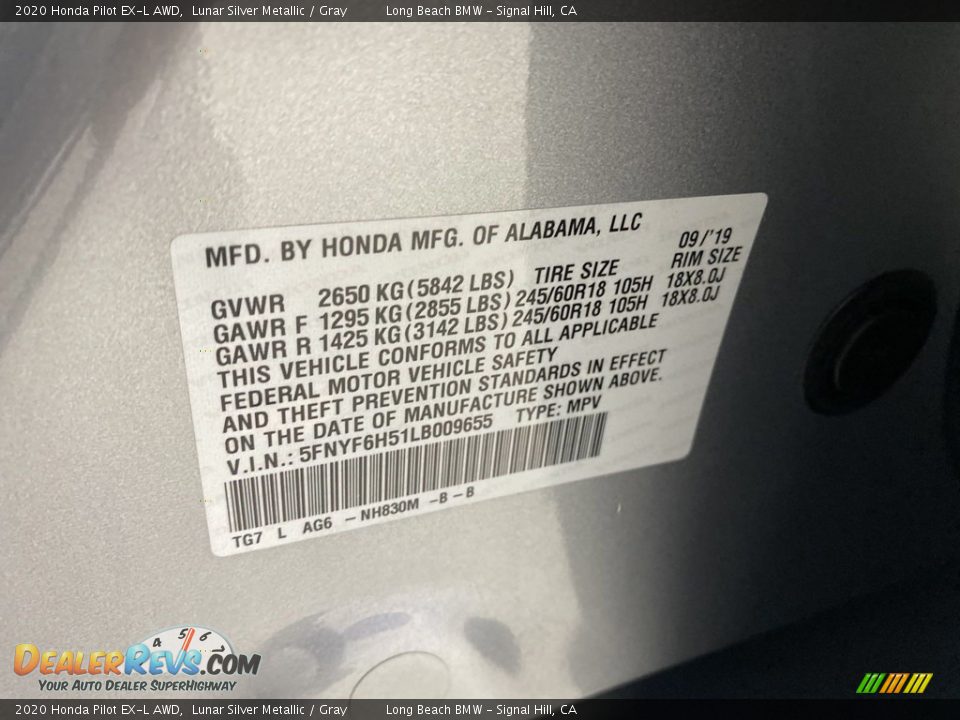 2020 Honda Pilot EX-L AWD, Lunar Silver Metallic / Gray Long Beach BMW - Signal Hill, CA
MFD. BY HONDA MFG. OF ALABAMA, LLC 09/'19
GVWR 2650 KG(5842 LBS) TIRE SIZE RIM SIZE
GAWR F 1295 KG(2855 LBS) 245/60R18 105H 18X8.0J
GAWR R 1425 KG(3142 LBS) 245/60R18 105H 18X8.0J
THIS VEHICLE CONFORMS TO ALL APPLICABLE
FEDERAL MOTOR VEHICLE SAFETY
AND THEFT PREVENTION STANDARDS IN EFFECT
ON THE DATE OF MANUFACTURE SHOWN ABOVE.
V.I.N.: 5FNYF6H51LB009655 TYPE: MPV
TG7 L AG6 - NH830M -B - B
4 5 6 7
DEALERREVS.COM
YOUR AUTO DEALER SUPERHIGHWAY
2020 Honda Pilot EX-L AWD, Lunar Silver Metallic / Gray Long Beach BMW - Signal Hill, CA